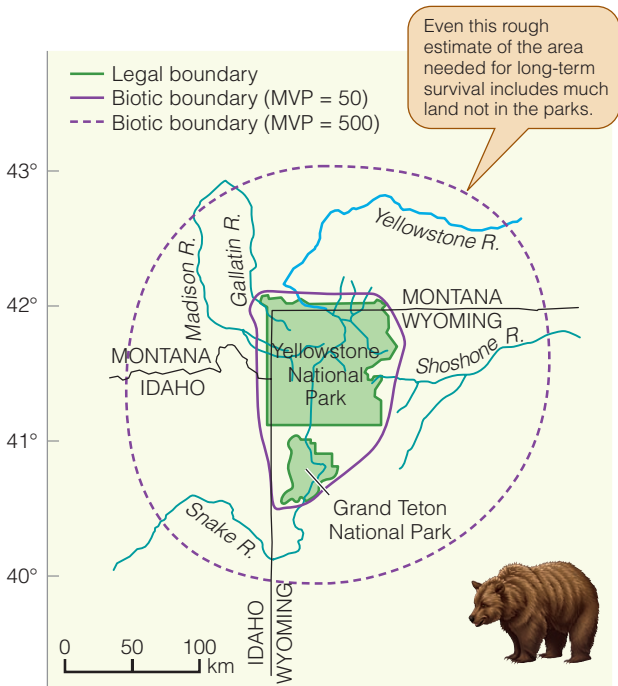 Even this rough
estimate of the area
needed for long-term
survival includes much
land not in the parks.
Legal boundary
Biotic boundary (MVP = 50)
Biotic boundary (MVP = 500)
43°
42°
41°
40°
Madison R.
Gallatin R.
Yellowstone R.
MONTANA
WYOMING
MONTANA
IDAHO
Yellowstone
National
Park
Shoshone R.
Grand Teton
National Park
Snake R.
IDAHO
WYOMING
0 50 100
km